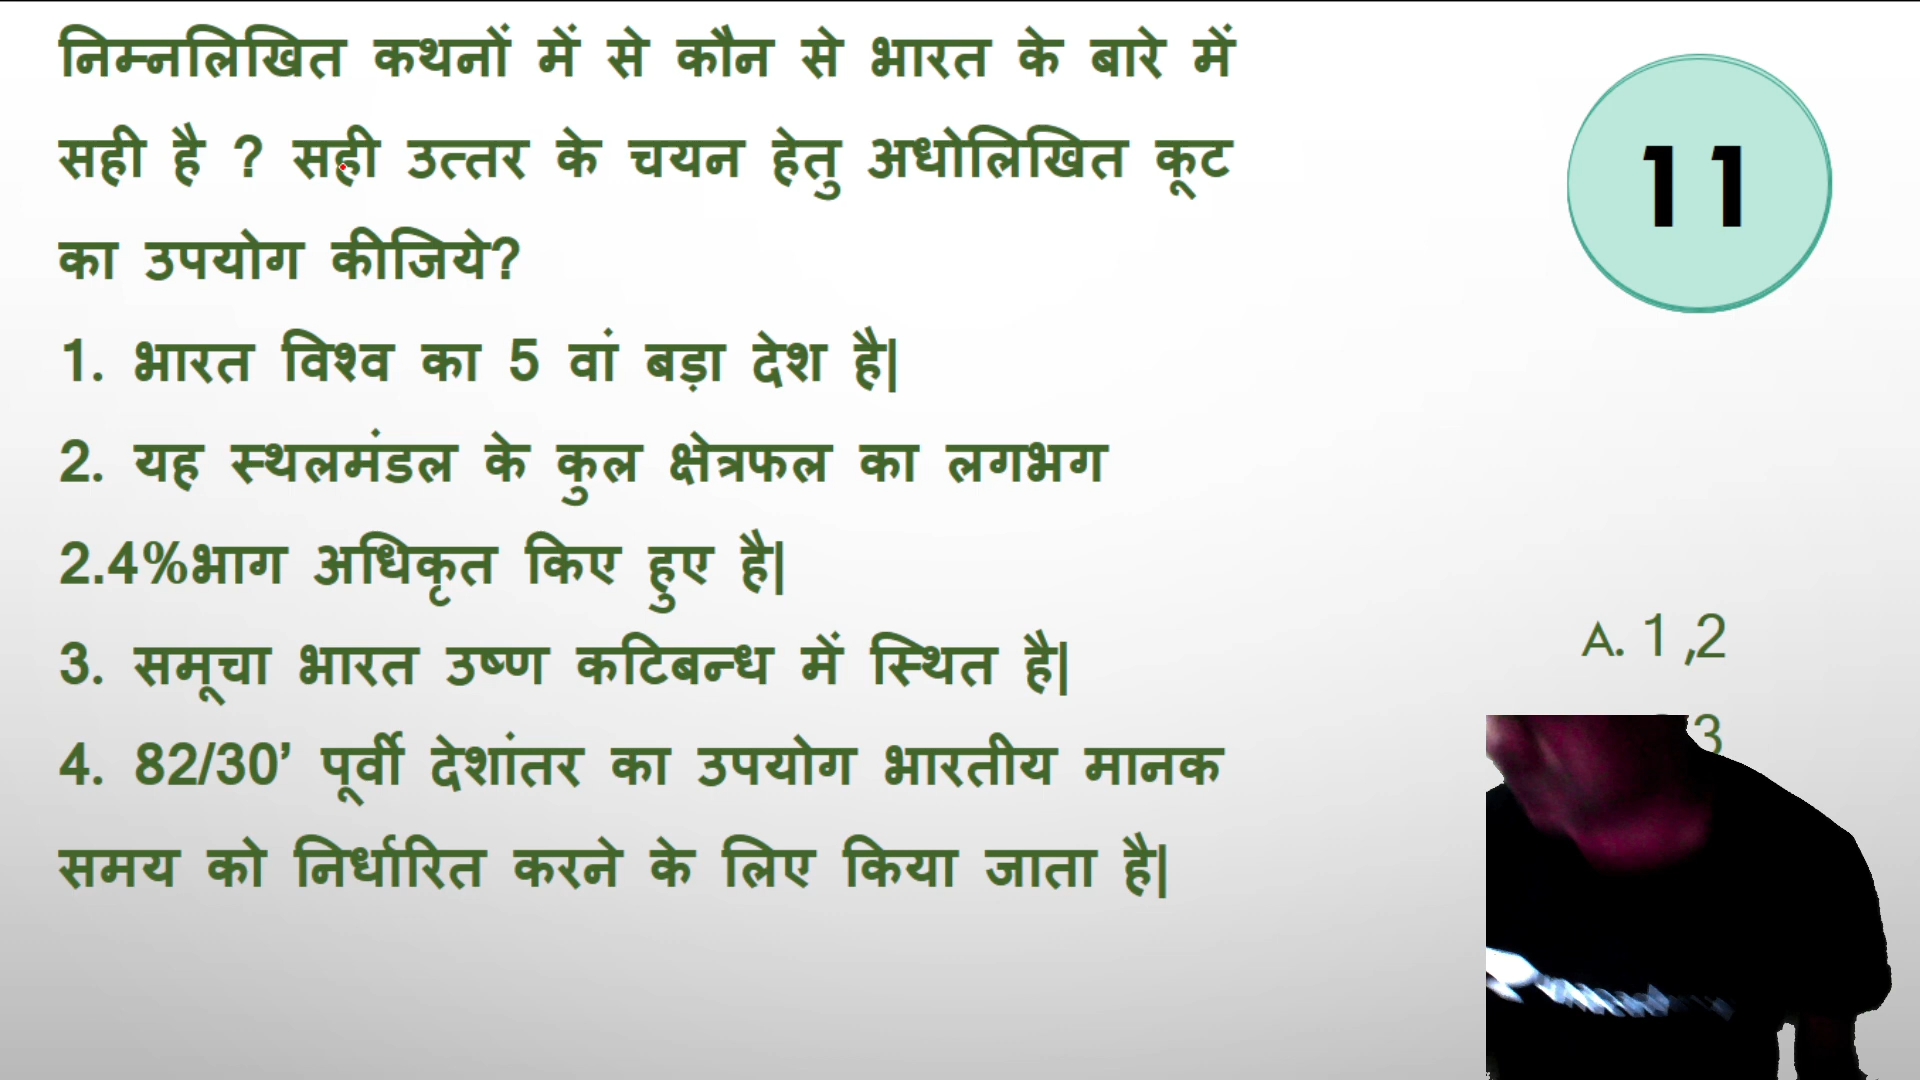 निम्नलिखित कथनों में से कौन से भारत के बारे में
सही है ? सही उत्तर के चयन हेतु अधोलिखित कूट
का उपयोग कीजिये?
1. भारत विश्व का 5 वां बड़ा देश है|
2. यह स्थलमंडल के कुल क्षेत्रफल का लगभग
2.4%भाग अधिकृत किए हुए है|
3. समूचा भारत उष्ण कटिबन्ध में स्थित है|
4. 82/30’ पूर्वी देशांतर का उपयोग भारतीय मानक
समय को निर्धारित करने के लिए किया जाता है|
11
A. 1 ,2
3